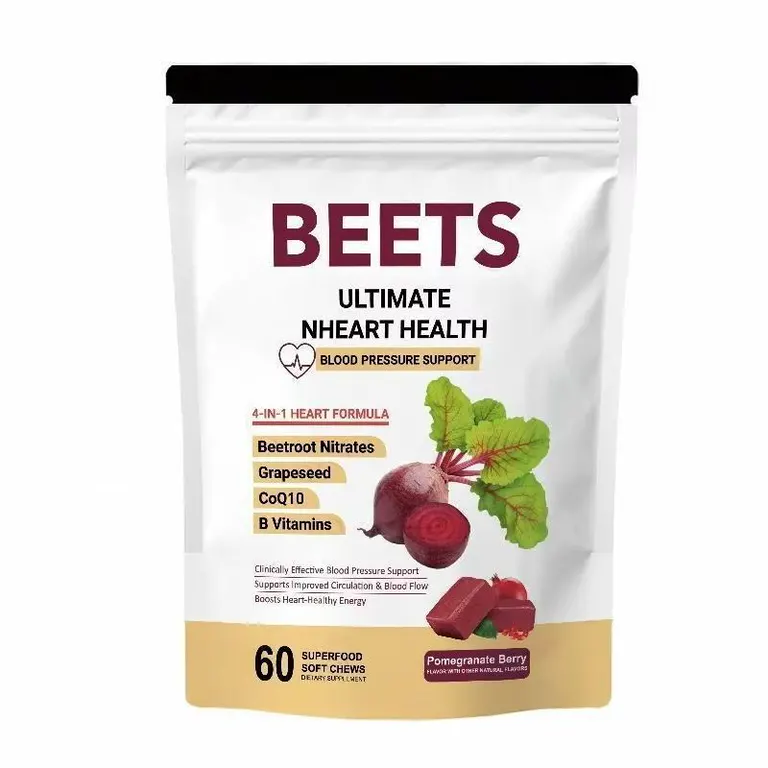 BEETS
ULTIMATE
NHEART HEALTH
BLOOD PRESSURE SUPPORT
4-IN-1 HEART FORMULA
Beetroot Nitrates
Grapeseed
CoQ10
B Vitamins
Clinically Effective Blood Pressure Support
Supports Improved Circulation & Blood Flow
Boosts Heart-Healthy Energy
60
SUPERFOOD
SOFT CHEWS
DIETARY SUPPLEMENT
Pomegranate Berry
FLAVOR WITH OTHER NATURAL FLAVORS